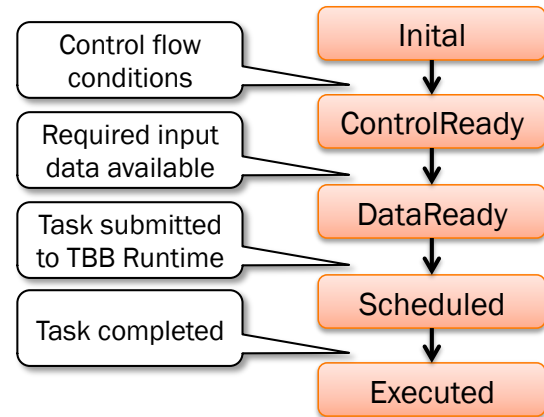 Inital
Control flow
conditions
ControlReady
Required input
data available
DataReady
Task submitted
to TBB Runtime
Scheduled
Task completed
Executed